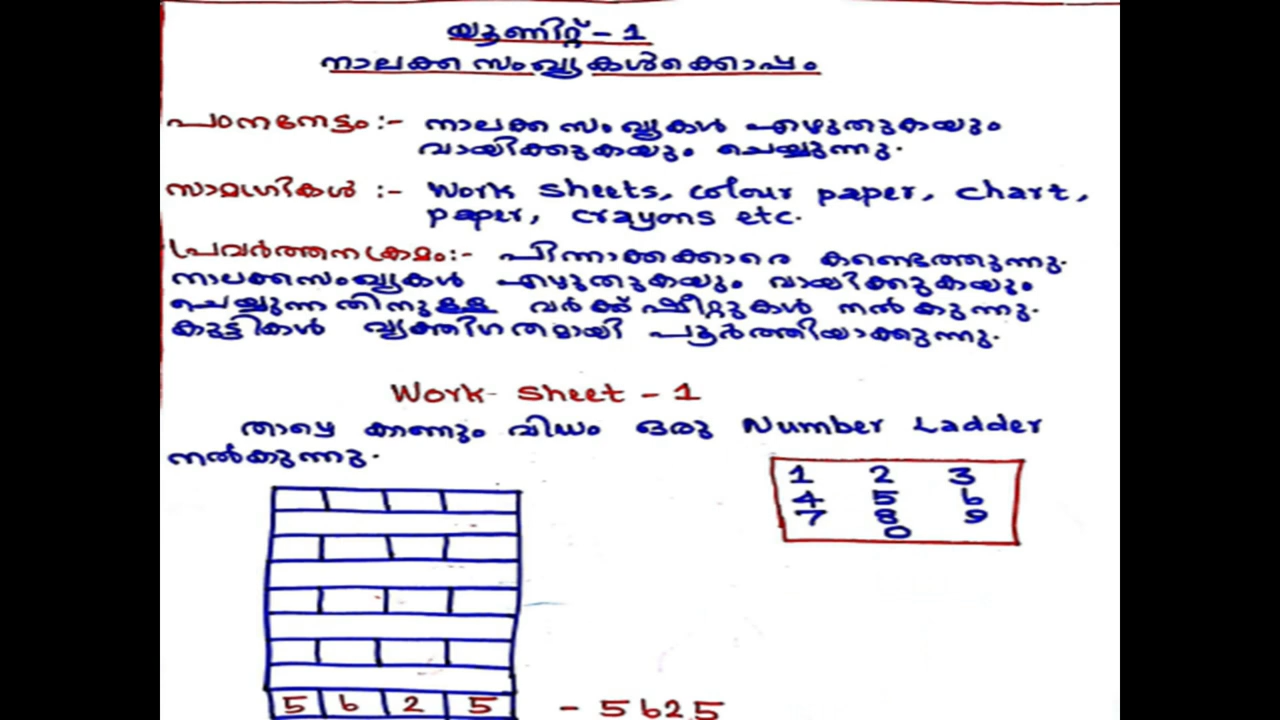 യൂണിറ്റ് - 1
നാലക്ക സംഖ്യകൾക്കൊപ്പം
പഠനനേട്ടം :- നാലക്ക സംഖ്യകൾ എഴുതുകയും
വായിക്കുകയും ചെയ്യുന്നു.
സാമഗ്രികൾ :- Work sheets, colour paper, chart,
paper, crayons etc.
പ്രവർത്തനക്രമം:- പിന്നാക്കക്കാരെ കണ്ടെത്തുന്നു.
നാലക്കസംഖ്യകൾ എഴുതുകയും വായിക്കുകയും
ചെയ്യുന്നതിനുള്ള വർക്ക് ഷീറ്റുകൾ നൽകുന്നു.
കുട്ടികൾ വ്യക്തിഗതമായി പൂർത്തിയാക്കുന്നു.
Work- Sheet - 1
താഴെ കാണും വിധം ഒരു Number Ladder
നൽകുന്നു.
1 2 3
4 5 6
7 8 9
0
5 6 2 5 - 5625